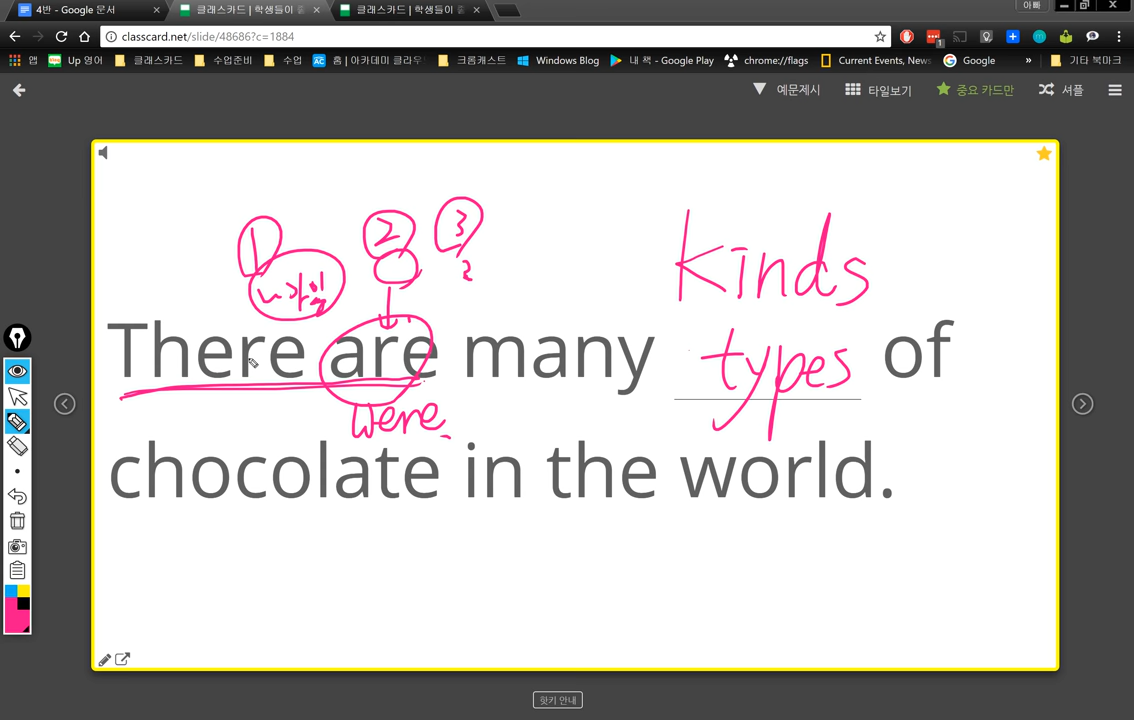 4반 - Google 문서
클래스카드 | 학생들이
클래스카드 | 학생들이
아빠
classcard.net/slide/48686?c=1884
앱 Up 영어 클래스카드 수업준비 수업 홈 | 아카데미 클라우 크롬캐스트 Windows Blog 내 책 - Google Play chrome://flags Current Events, News Google » 기타 북마크
예문제시 타일보기 중요 카드만 셔플
1 2 3
2
kinds
There are many types of
were
chocolate in the world.
핫키 안내